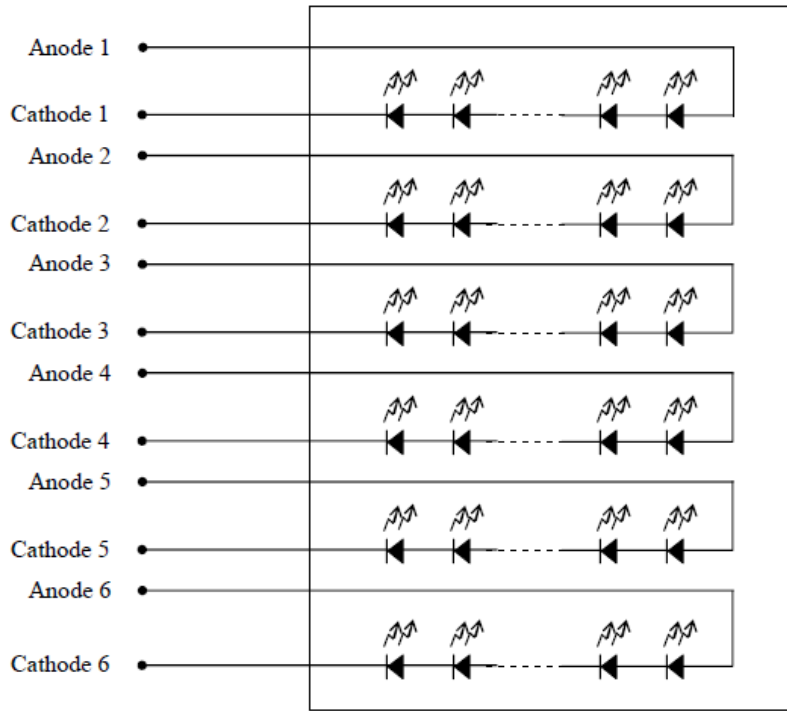 Anode 1
Cathode 1
Anode 2
Cathode 2
Anode 3
Cathode 3
Anode 4
Cathode 4
Anode 5
Cathode 5
Anode 6
Cathode 6